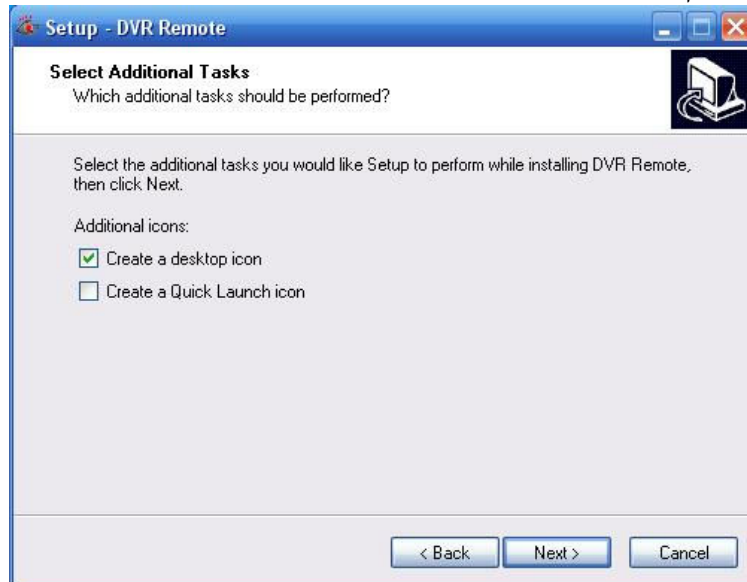 Setup - DVR Remote
Select Additional Tasks
Which additional tasks should be performed?
Select the additional tasks you would like Setup to perform while installing DVR Remote,
then click Next.
Additional icons:
Create a desktop icon
Create a Quick Launch icon
< Back
Next >
Cancel